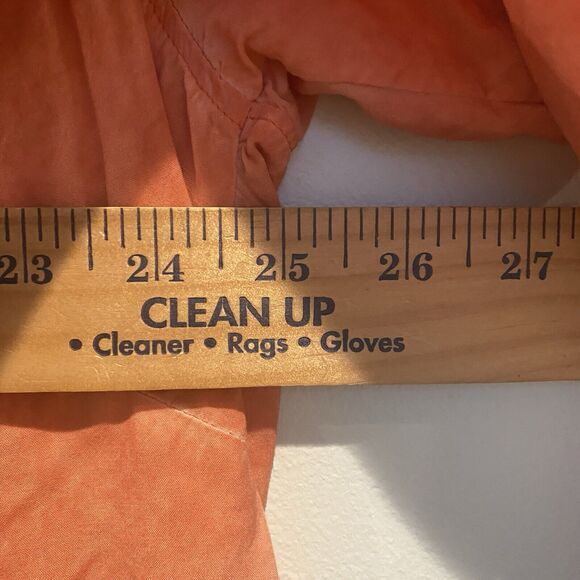 23 24 25 26 27
CLEAN UP
• Cleaner • Rags • Gloves